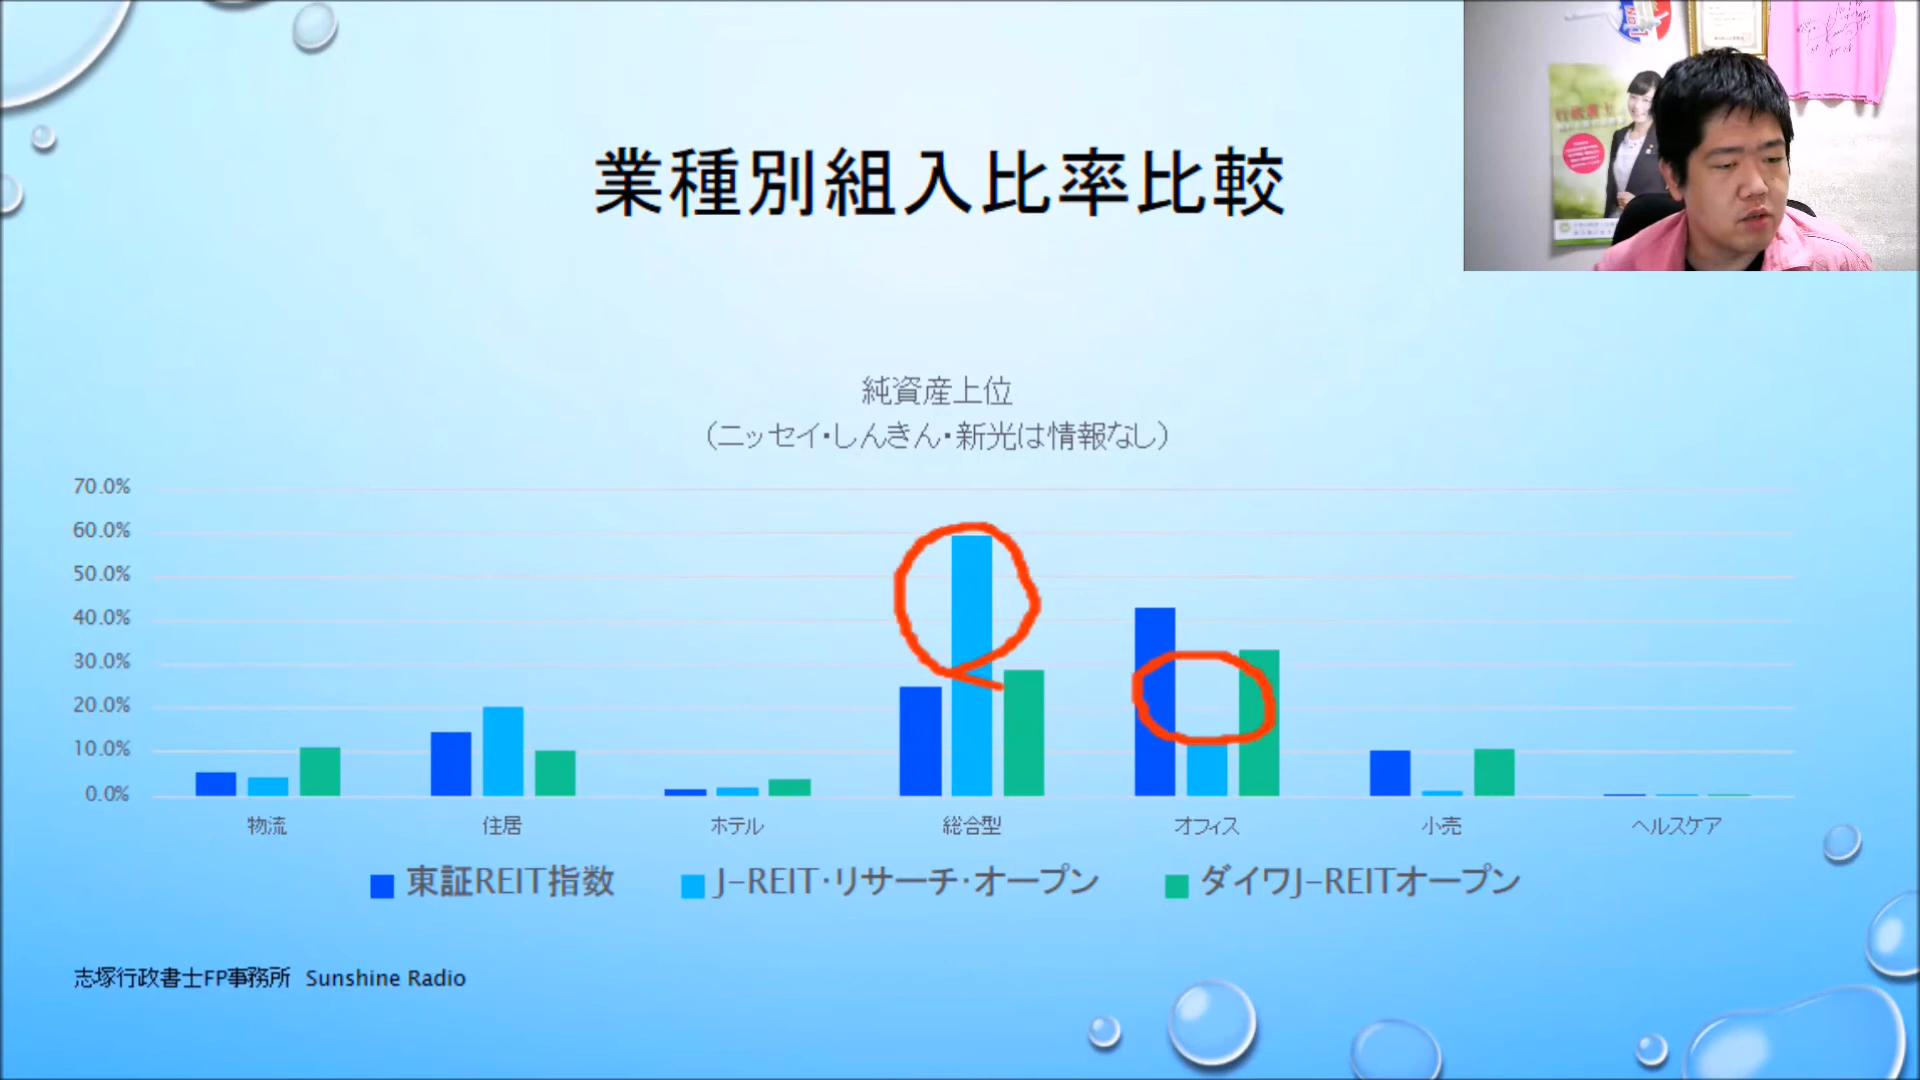 業種別組入比率比較
行政書士
純資産上位
（ニッセイ・しんきん・新光は情報なし）
70.0%
60.0%
50.0%
40.0%
30.0%
20.0%
10.0%
0.0%
物流 住居 ホテル 総合型 オフィス 小売 ヘルスケア
東証REIT指数 J-REIT・リサーチ・オープン ダイワJ-REITオープン
志塚行政書士FP事務所 Sunshine Radio